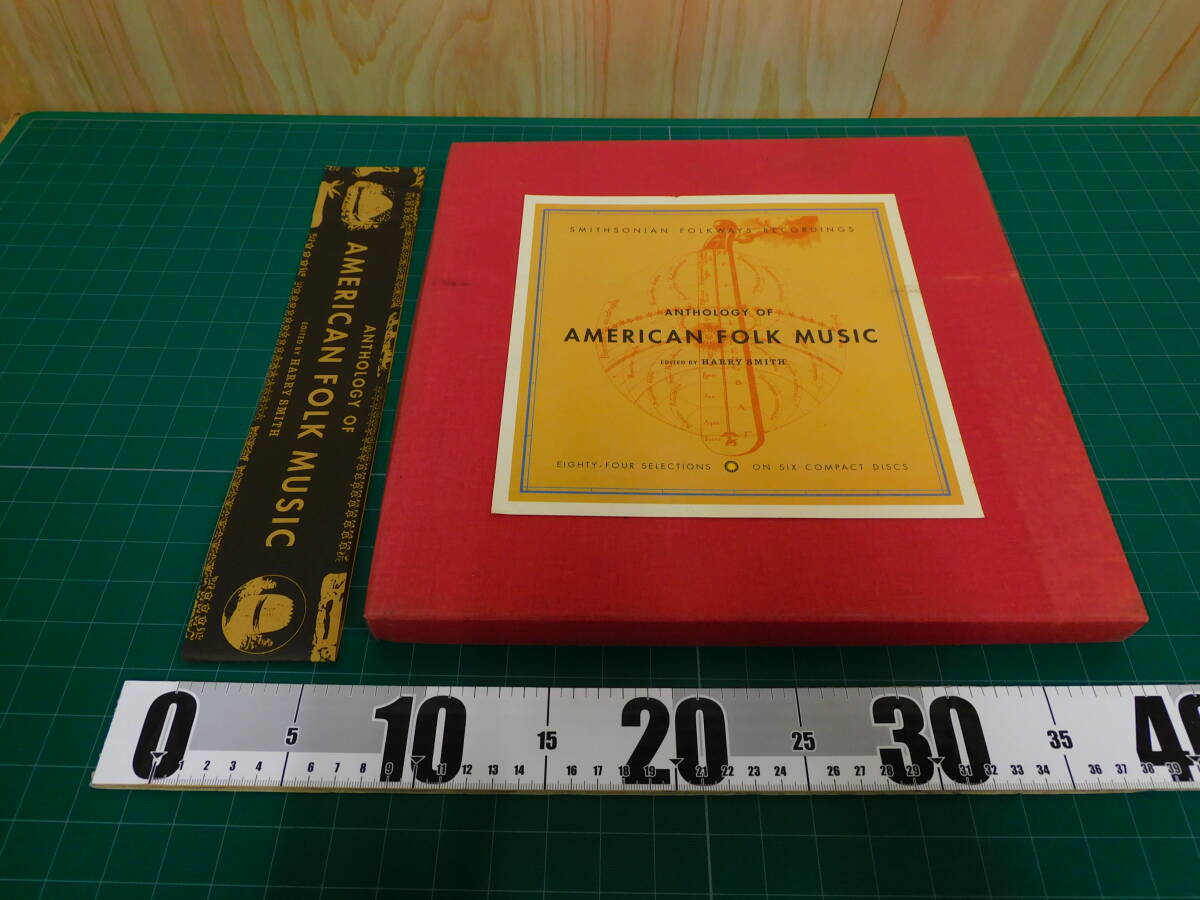 ANTHOLOGY OF
AMERICAN FOLK MUSIC
EDITED BY HARRY SMITH
SMITHSONIAN FOLKWAYS RECORDINGS
ANTHOLOGY OF
AMERICAN FOLK MUSIC
EDITED BY HARRY SMITH
EIGHTY-FOUR SELECTIONS ON SIX COMPACT DISCS
0 5 10 15 20 25 30 35 40
1 2 3 4 6 7 8 9 11 12 13 14 16 17 18 19 21 22 23 24 26 27 28 29 31 32 33 34 36 37 38 39